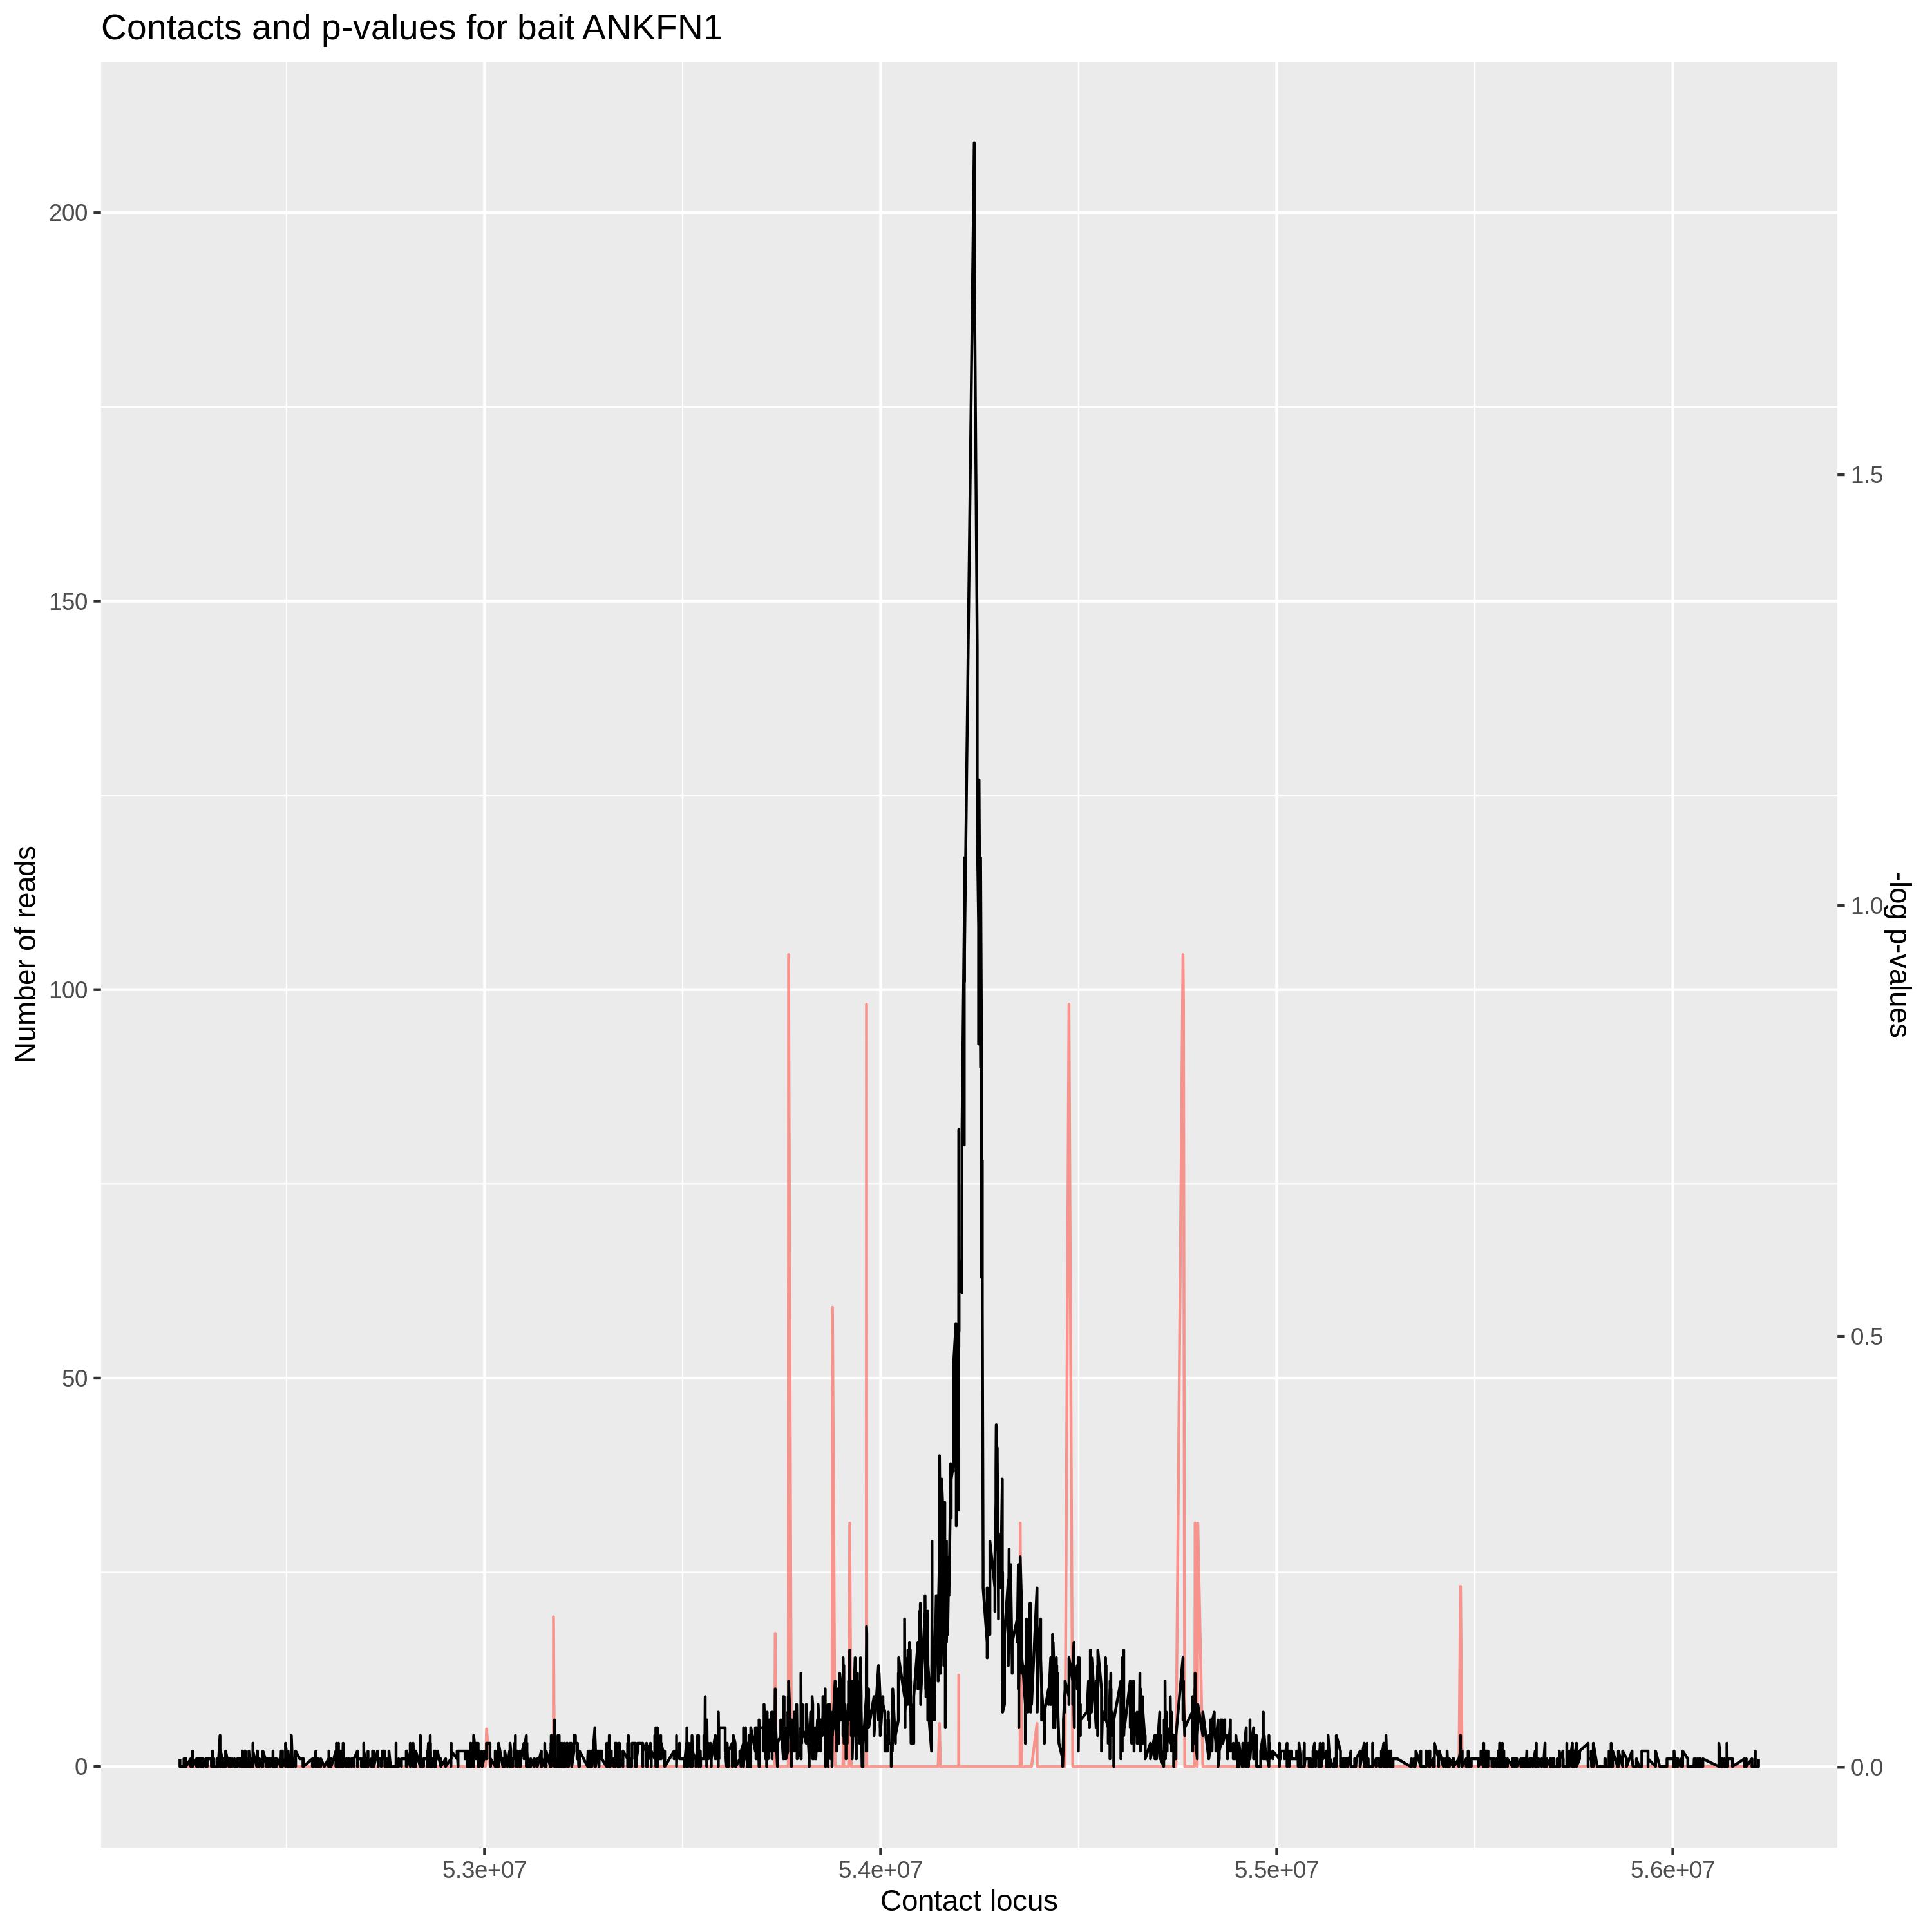 Contacts and p-values for bait ANKFN1
200
150
100
50
0
Number of reads
1.5
1.0
0.5
0.0
-log p-values
5.3e+07
5.4e+07
5.5e+07
5.6e+07
Contact locus